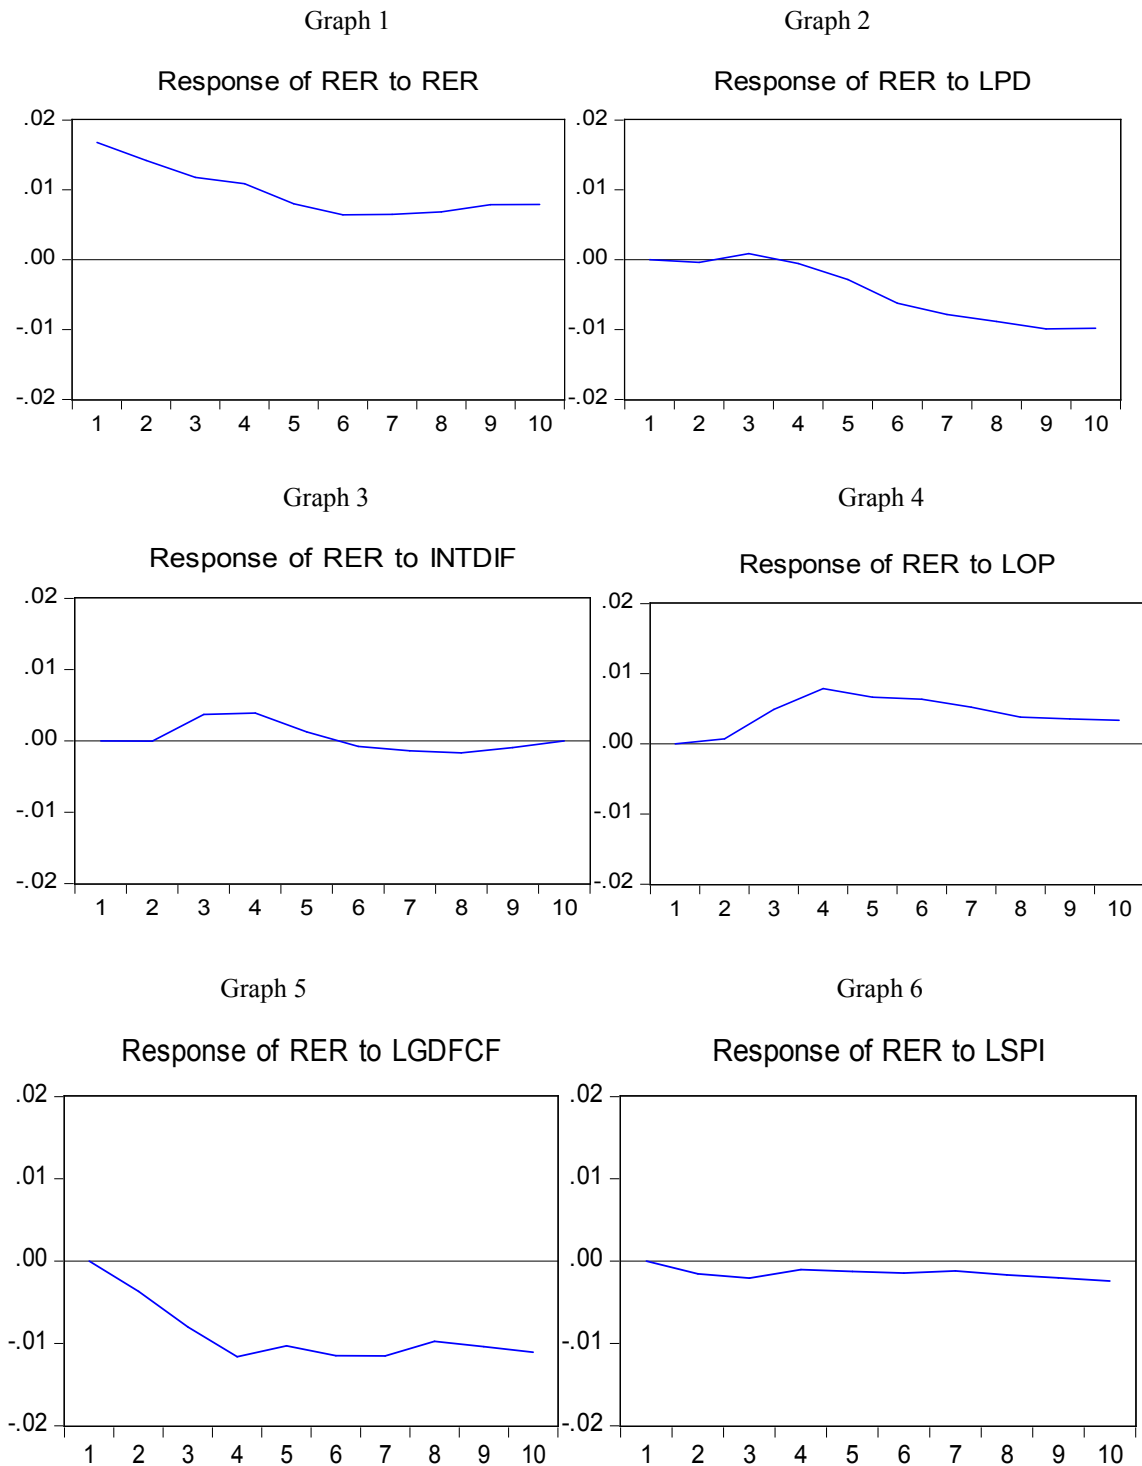 Graph 1
Graph 2
Response of RER to RER
Response of RER to LPD
.02
.01
.00
-.01
-.02
1 2 3 4 5 6 7 8 9 10
.02
.01
.00
-.01
-.02
1 2 3 4 5 6 7 8 9 10
Graph 3
Graph 4
Response of RER to INTDIF
Response of RER to LOP
.02
.01
.00
-.01
-.02
1 2 3 4 5 6 7 8 9 10
.02
.01
.00
-.01
-.02
1 2 3 4 5 6 7 8 9 10
Graph 5
Graph 6
Response of RER to LGDFCF
Response of RER to LSPI
.02
.01
.00
-.01
-.02
1 2 3 4 5 6 7 8 9 10
.02
.01
.00
-.01
-.02
1 2 3 4 5 6 7 8 9 10